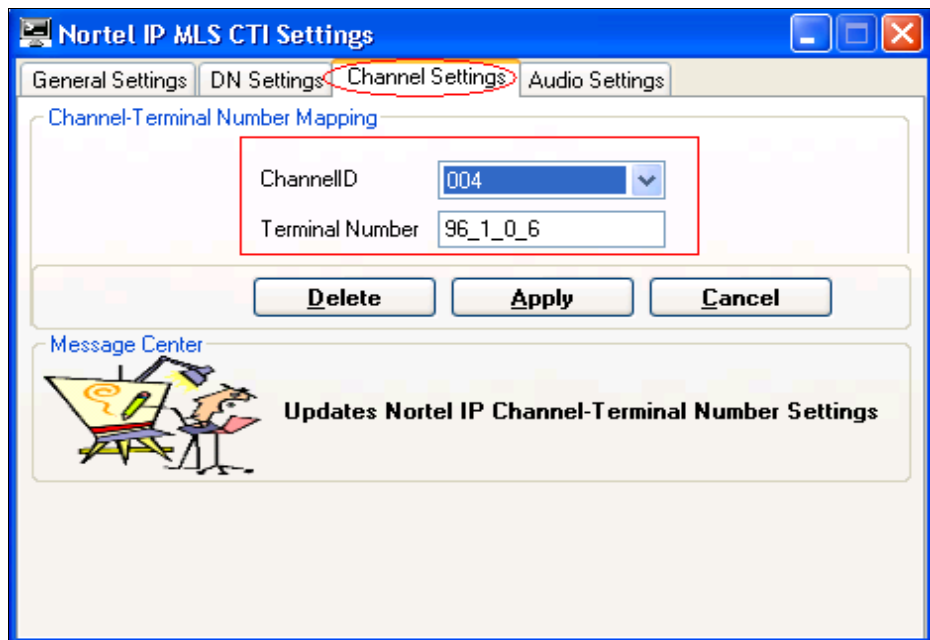 Nortel IP MLS CTI Settings
General Settings DN Settings Channel Settings Audio Settings
Channel-Terminal Number Mapping
ChannelID 004
Terminal Number 96_1_0_6
Delete Apply Cancel
Message Center
Updates Nortel IP Channel-Terminal Number Settings